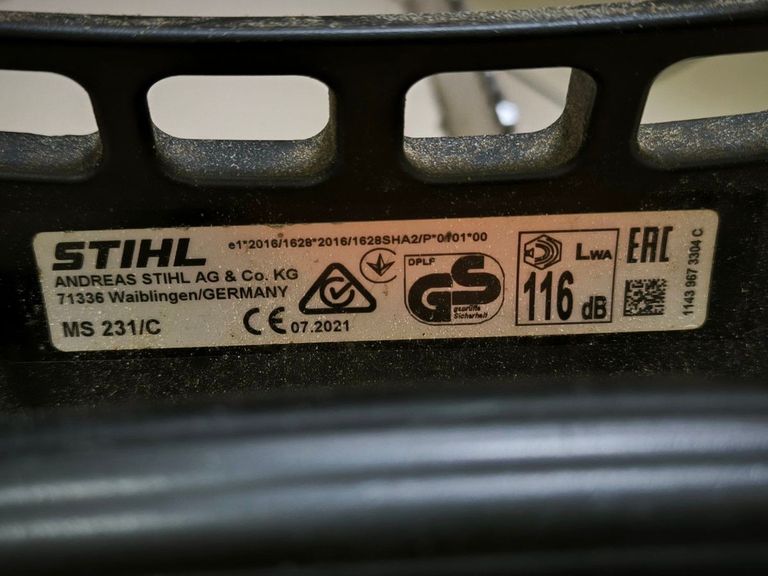 STIHL
e1*2016/1628*2016/1628SHA2/P*0101*00
ANDREAS STIHL AG & Co. KG
71336 Waiblingen/GERMANY
MS 231/C
CE 07.2021
DPLF
GS
geprüfte
Sicherheit
LWA
116 dB
EAC
1143 967 3304 C